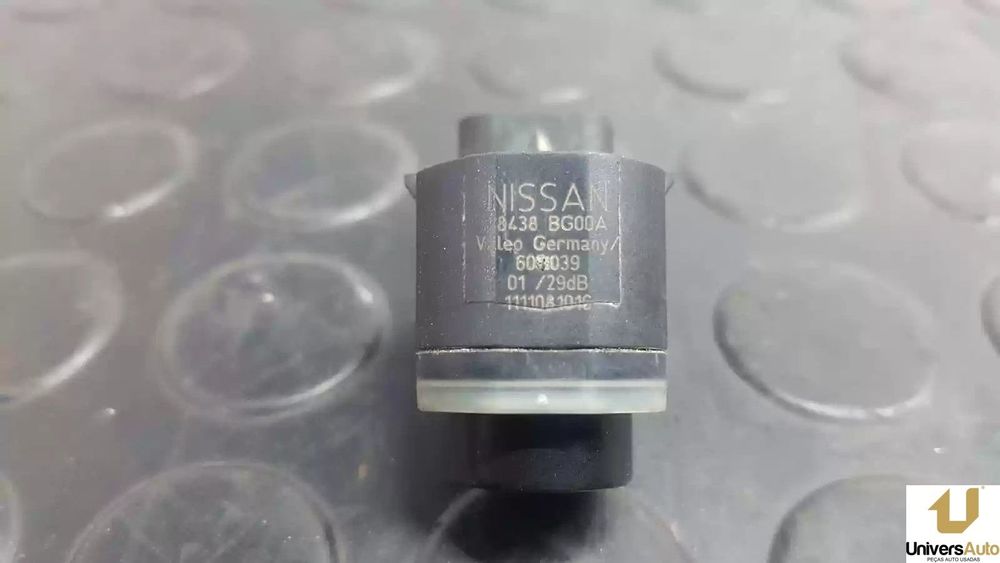 NISSAN
8438 BG00A
Valeo Germany/
01 /29dB
UniversAuto
PEÇAS AUTO USADAS